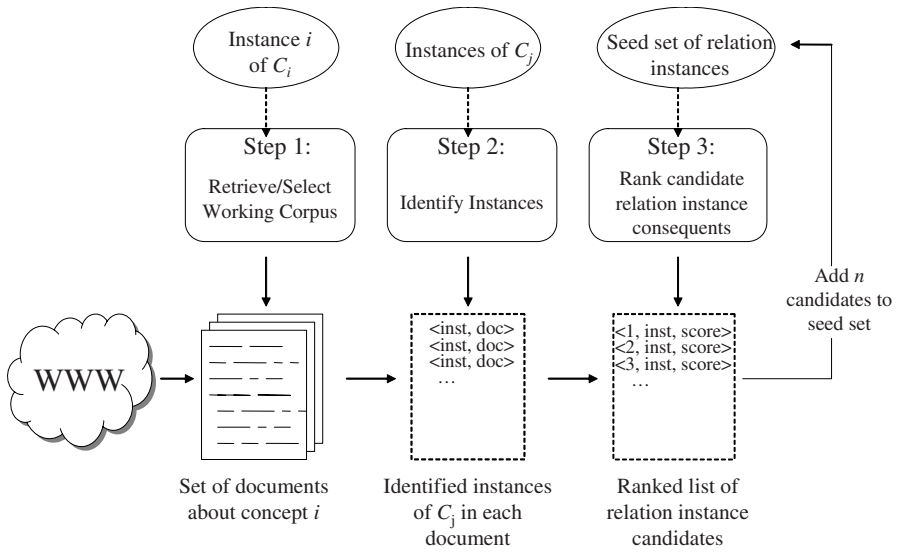 Instance i
of Ci
Instances of Cj
Seed set of relation
instances
Step 1:
Retrieve/Select
Working Corpus
Step 2:
Identify Instances
Step 3:
Rank candidate
relation instance
consequents
Add n
candidates to
seed set
WWW
<inst, doc>
<inst, doc>
<inst, doc>
…
<1, inst, score>
<2, inst, score>
<3, inst, score>
…
Set of documents
about concept i
Identified instances
of Cj in each
document
Ranked list of
relation instance
candidates